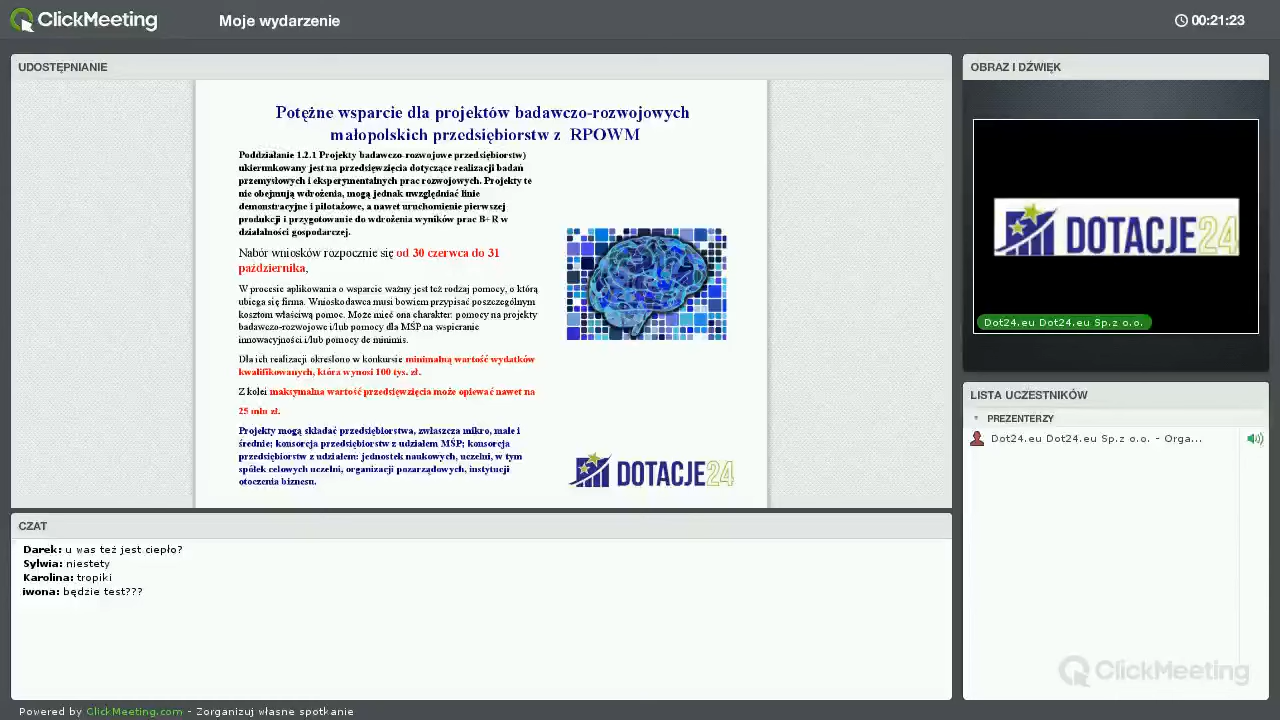 ClickMeeting
Moje wydarzenie
00:21:23
UDOSTĘPNIANIE
Potężne wsparcie dla projektów badawczo-rozwojowych
małopolskich przedsiębiorstw z RPOWM
Poddziałanie 1.2.1 Projekty badawczo-rozwojowe przedsiębiorstw)
ukierunkowany jest na przedsięwzięcia dotyczące realizacji badań
przemysłowych i eksperymentalnych prac rozwojowych. Projekty te
nie obejmują wdrożenia, mogą jednak uwzględniać linie
demonstracyjne i pilotażowe, a nawet uruchomienie pierwszej
produkcji i przygotowanie do wdrożenia wyników prac B+R w
działalności gospodarczej.
Nabór wniosków rozpocznie się od 30 czerwca do 31
października,
W procesie aplikowania o wsparcie ważny jest też rodzaj pomocy, o którą
ubiega się firma. Wnioskodawca musi bowiem przypisać poszczególnym
kosztom właściwą pomoc. Może mieć ona charakter: pomocy na projekty
badawczo-rozwojowe i/lub pomocy dla MŚP na wspieranie
innowacyjności i/lub pomocy de minimis.
Dla ich realizacji określono w konkursie minimalną wartość wydatków
kwalifikowanych, która wynosi 100 tys. zł.
Z kolei maksymalna wartość przedsięwzięcia może opiewać nawet na
25 mln zł.
Projekty mogą składać przedsiębiorstwa, zwłaszcza mikro, małe i
średnie; konsorcja przedsiębiorstw z udziałem MŚP; konsorcja
przedsiębiorstw z udziałem: jednostek naukowych, uczelni, w tym
spółek celowych uczelni, organizacji pozarządowych, instytucji
otoczenia biznesu.
DOTACJE24
OBRAZ I DŹWIĘK
DOTACJE24
Dot24.eu Dot24.eu Sp.z o.o.
LISTA UCZESTNIKÓW
PREZENTERZY
Dot24.eu Dot24.eu Sp.z o.o. - Orga...
CZAT
Darek: u was też jest ciepło?
Sylwia: niestety
Karolina: tropiki
iwona: będzie test???
ClickMeeting
Powered by ClickMeeting.com - Zorganizuj własne spotkanie